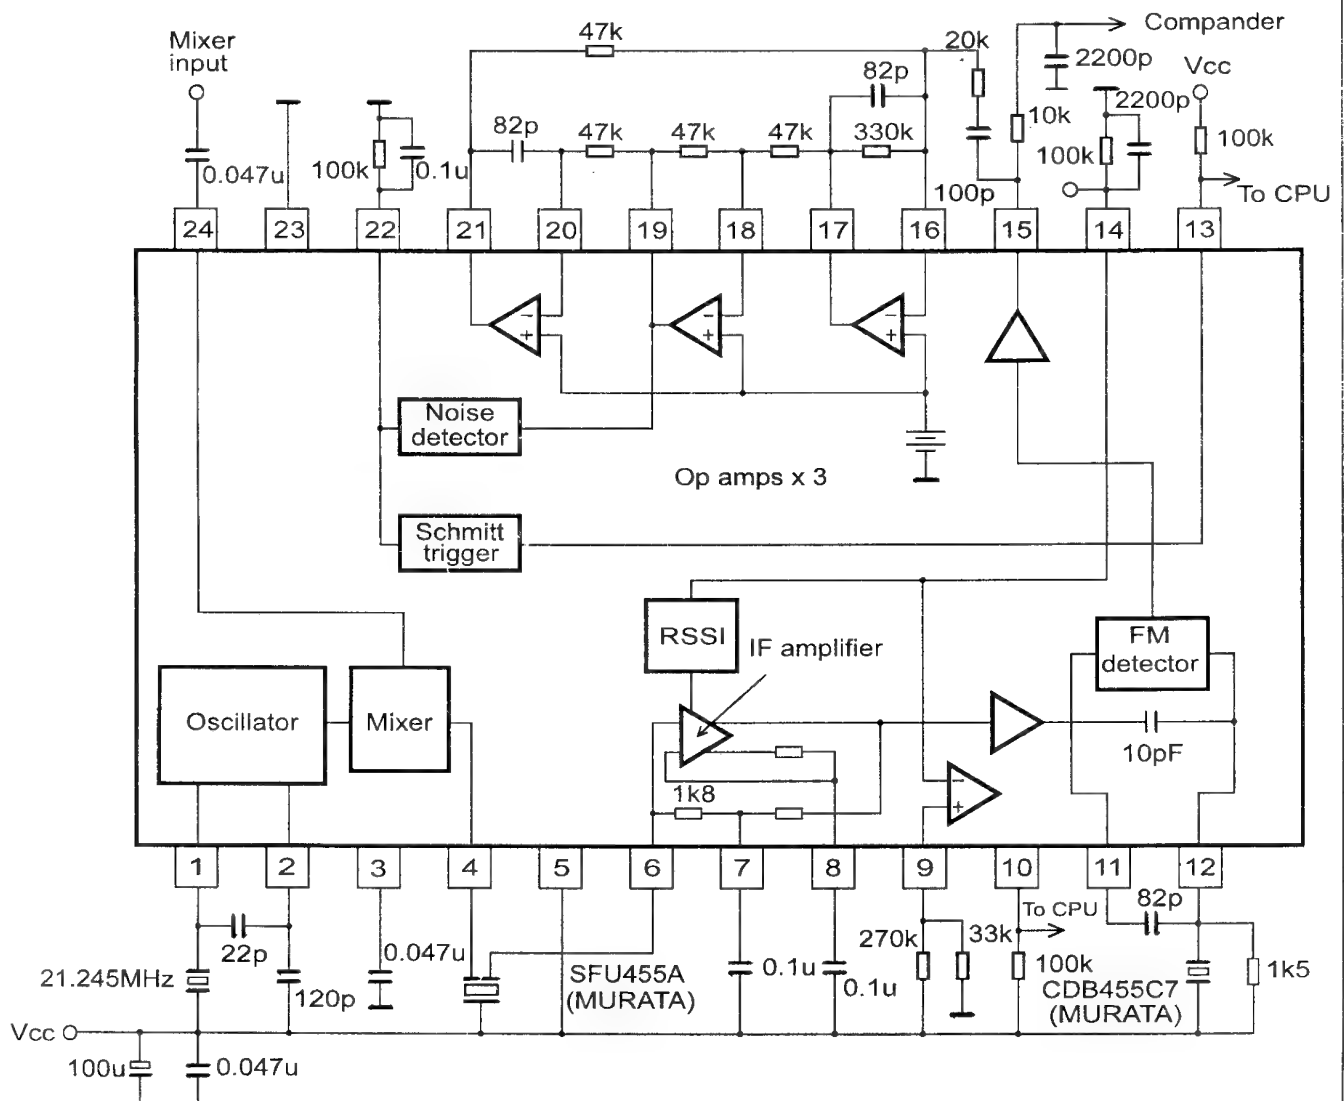 Mixer
input
0.047u
100k
0.1u
47k
82p
47k
47k
47k
82p
330k
20k
100p
10k
2200p
Compander
2200p
100k
Vcc
100k
To CPU
24
23
22
21
20
19
18
17
16
15
14
13
−
+
−
+
−
+
Noise
detector
Op amps x 3
Schmitt
trigger
RSSI
IF amplifier
FM
detector
Oscillator
Mixer
1k8
10pF
−
+
1
2
3
4
5
6
7
8
9
10
11
12
22p
21.245MHz
120p
0.047u
SFU455A
(MURATA)
0.1u
0.1u
270k
33k
To CPU
100k
82p
CDB455C7
(MURATA)
1k5
Vcc
100u
0.047u